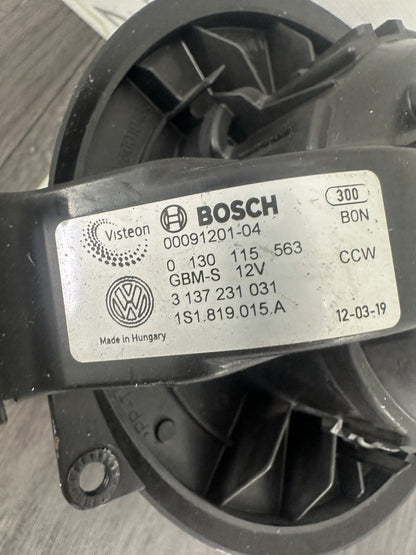 300
Visteon BOSCH BON
00091201-04
0 130 115 563 CCW
GBM-S 12V
3 137 231 031
1S1.819.015.A 12-03-19
Made in Hungary